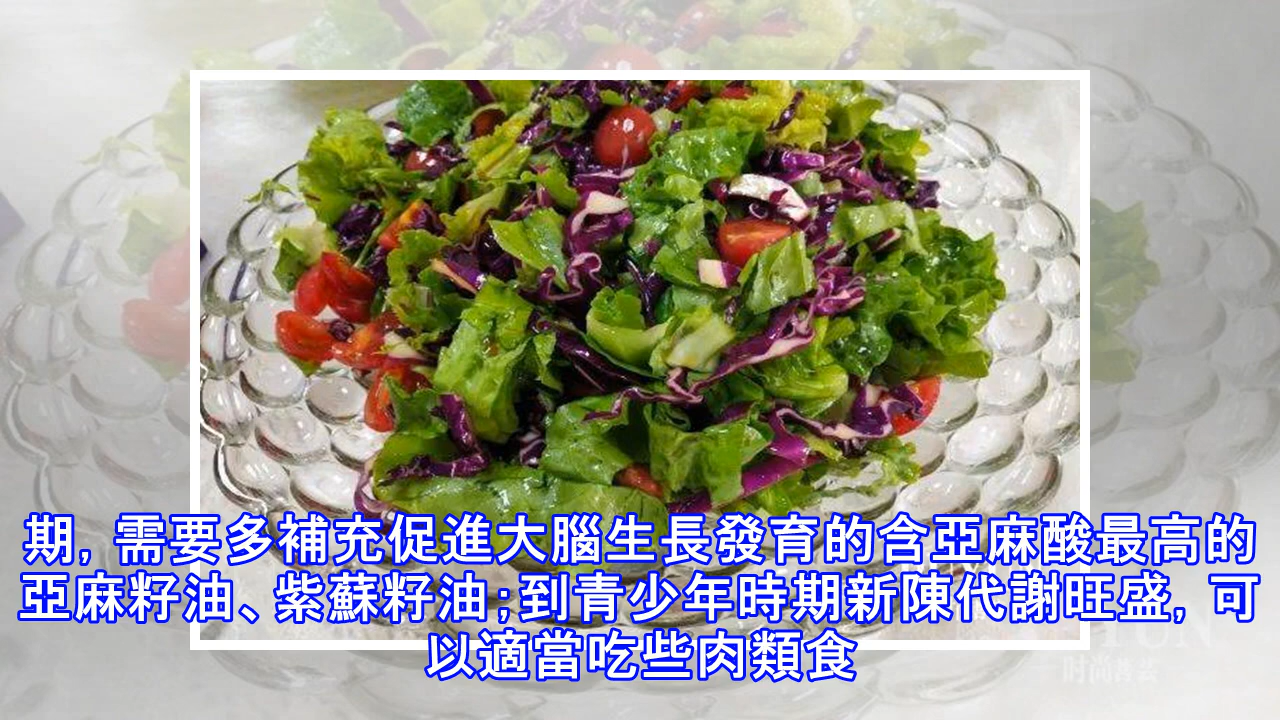 期, 需要多補充促進大腦生長發育的含亞麻酸最高的
亞麻籽油、紫蘇籽油;到青少年時期新陳代謝旺盛, 可
以適當吃些肉類食